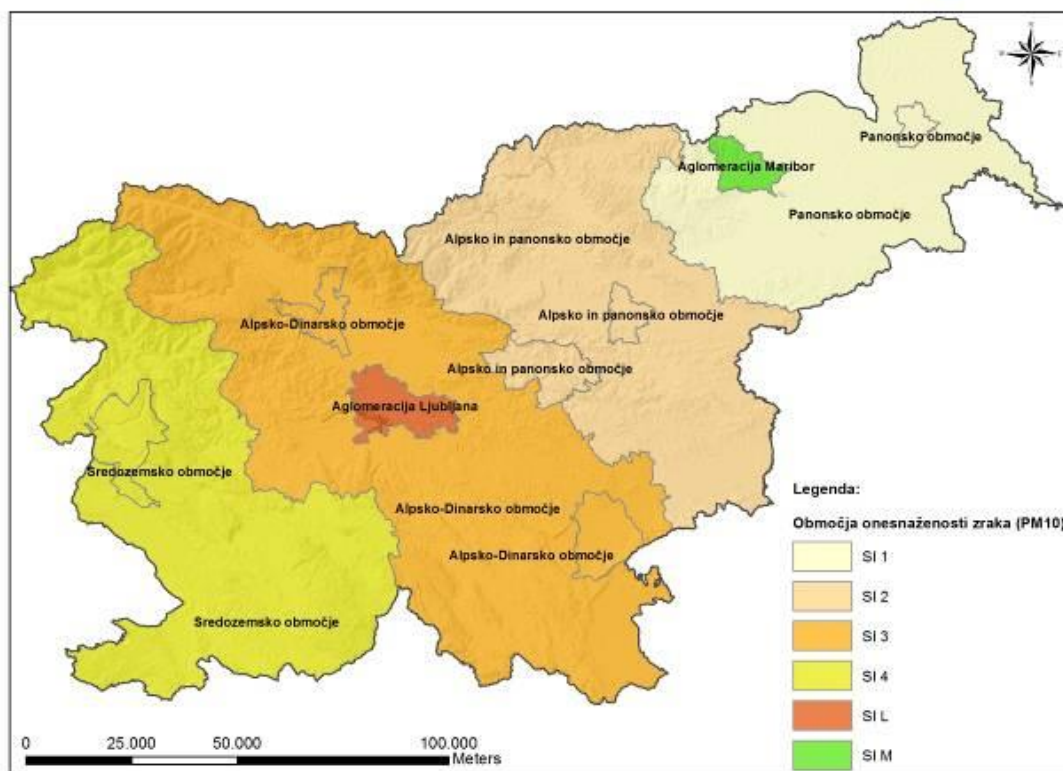 Panonsko območje
Aglomeracija Maribor
Panonsko območje
Alpsko in panonsko območje
Alpsko in panonsko območje
Alpsko-Dinarsko območje
Alpsko in panonsko območje
Aglomeracija Ljubljana
Sredozemsko območje
Alpsko-Dinarsko območje
Alpsko-Dinarsko območje
Sredozemsko območje
Legenda:
Območja onesnaženosti zraka (PM10)
SI 1
SI 2
SI 3
SI 4
SI L
SI M
0 25.000 50.000 100.000
Meters